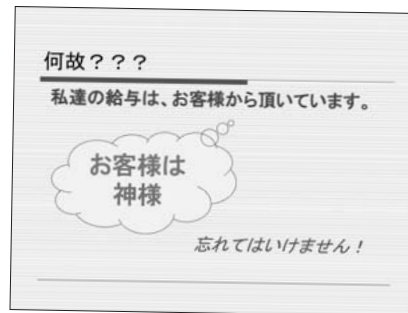 何故？？？
私達の給与は、お客様から頂いています。
お客様は
神様
忘れてはいけません！